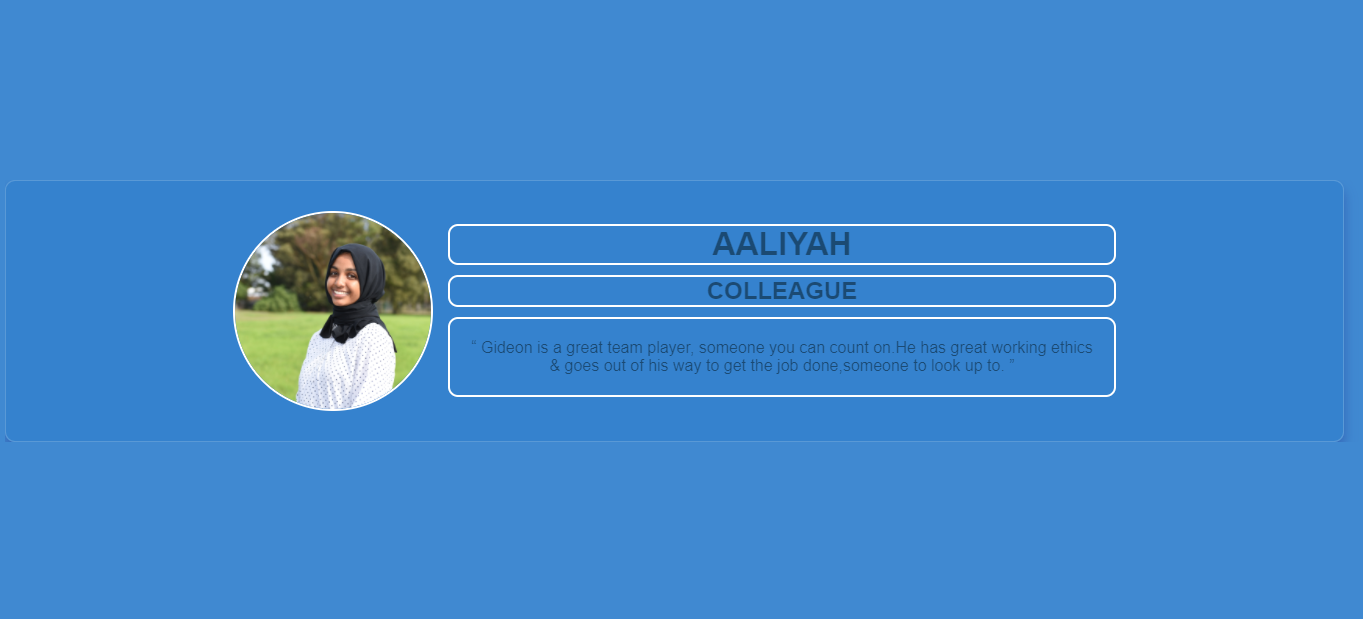 AALIYAH
COLLEAGUE
“ Gideon is a great team player, someone you can count on.He has great working ethics
& goes out of his way to get the job done,someone to look up to. ”